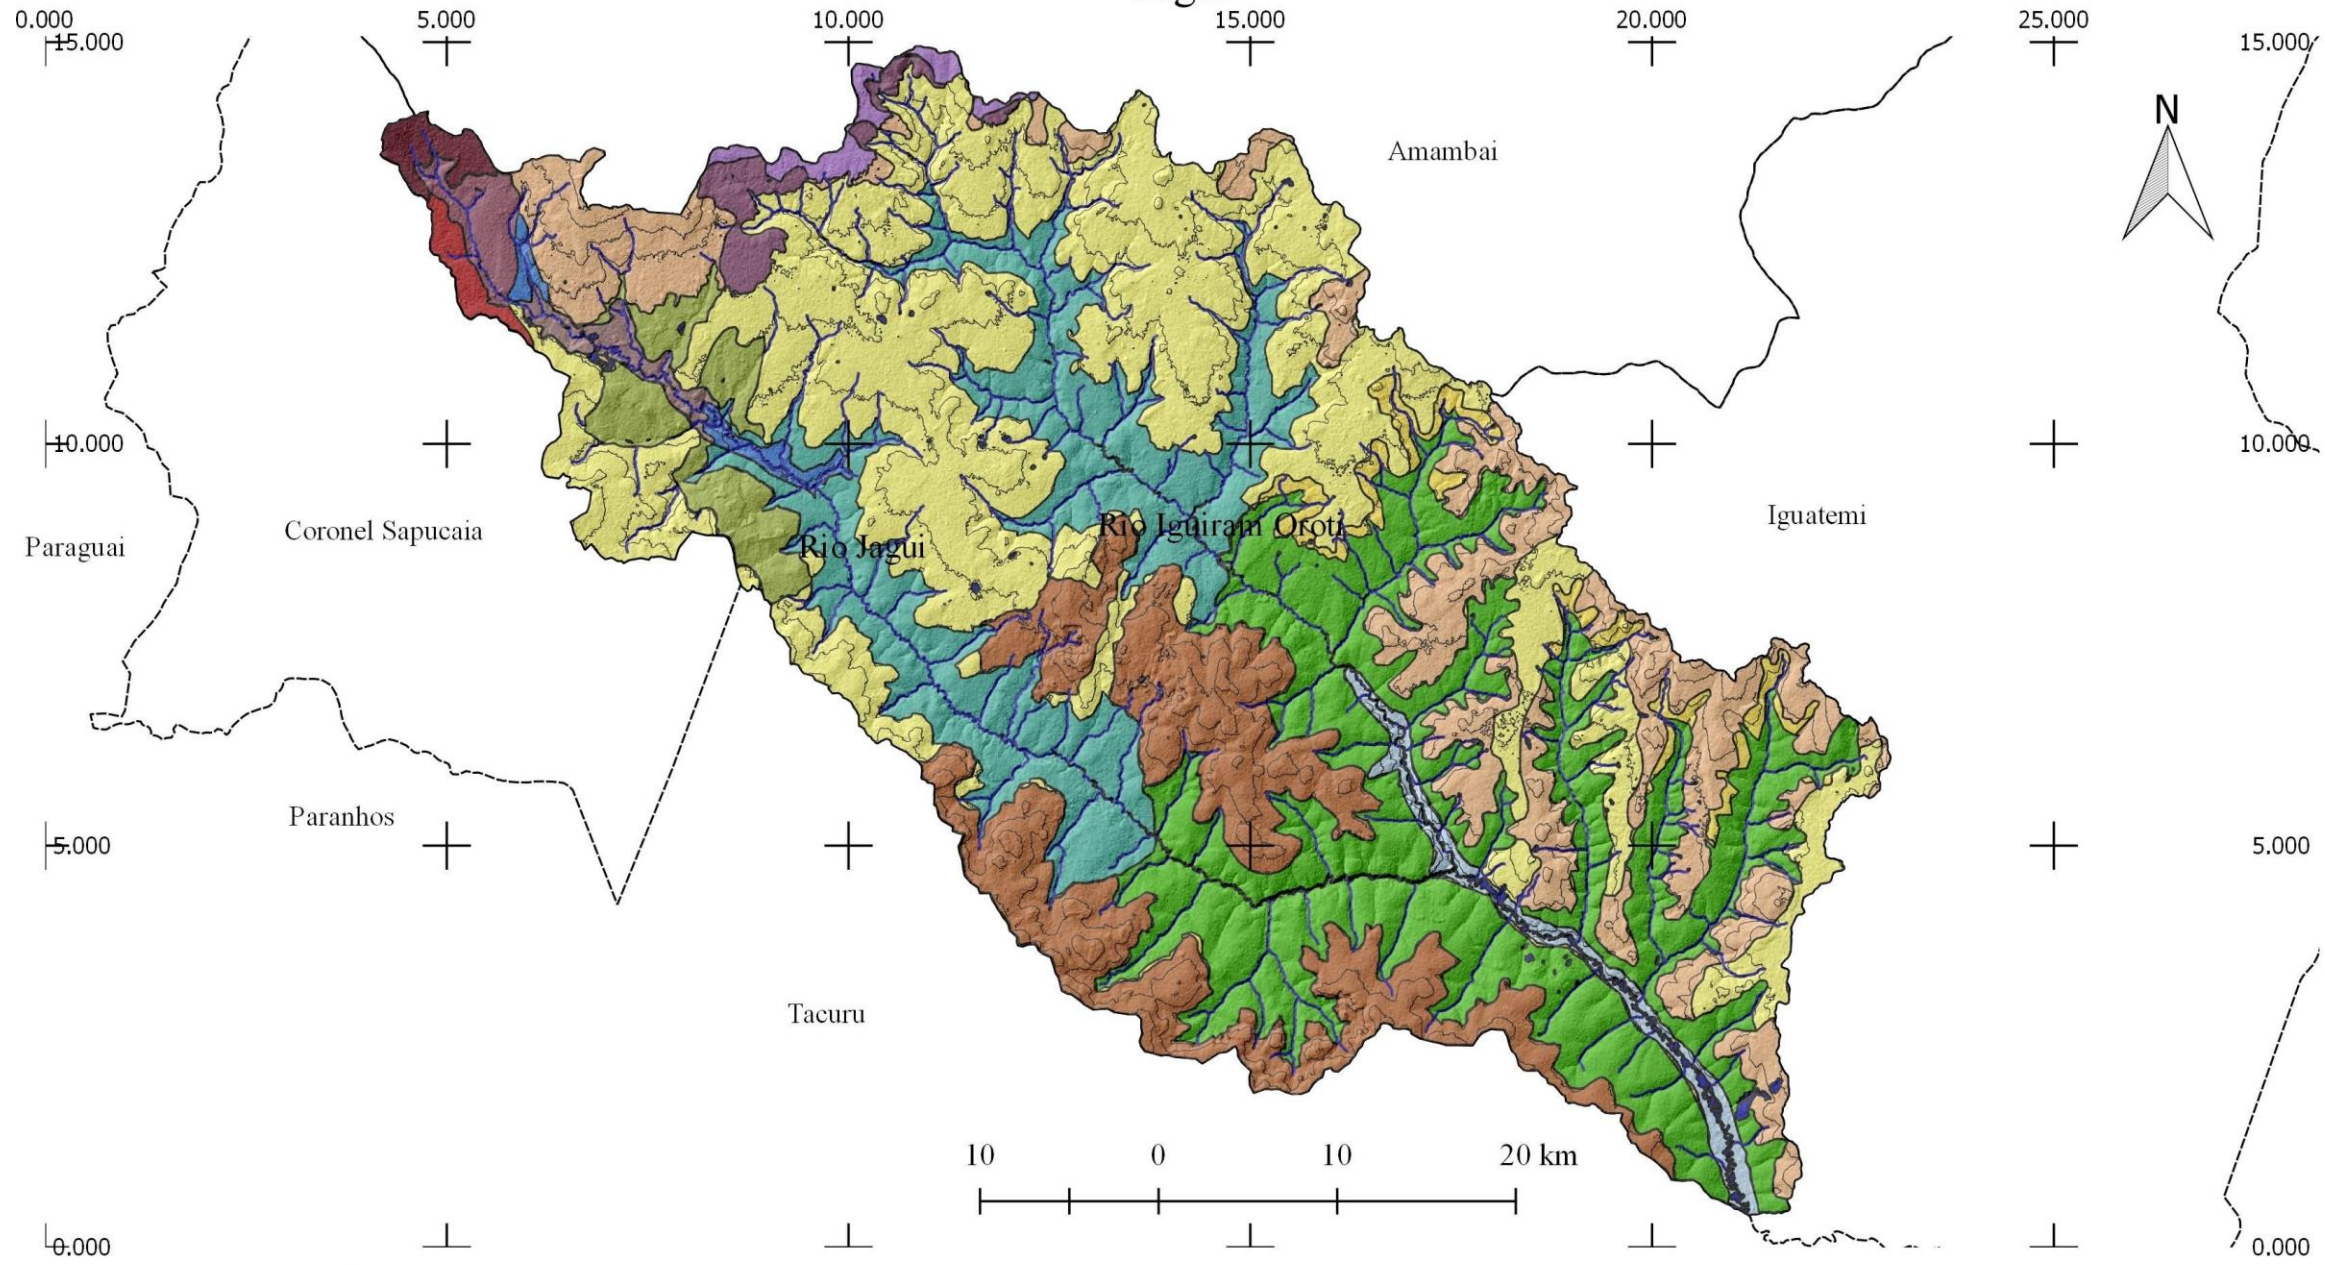 0.000 5.000 10.000 15.000 20.000 25.000
15.000 15.000
N
Amambai
10.000 10.000
Paraguai Coronel Sapucaia Rio Jagui Rio Iguiram Oroti Iguatemi
Paranhos
5.000 5.000
Tacuru
10 0 10 20 km
0.000 0.000